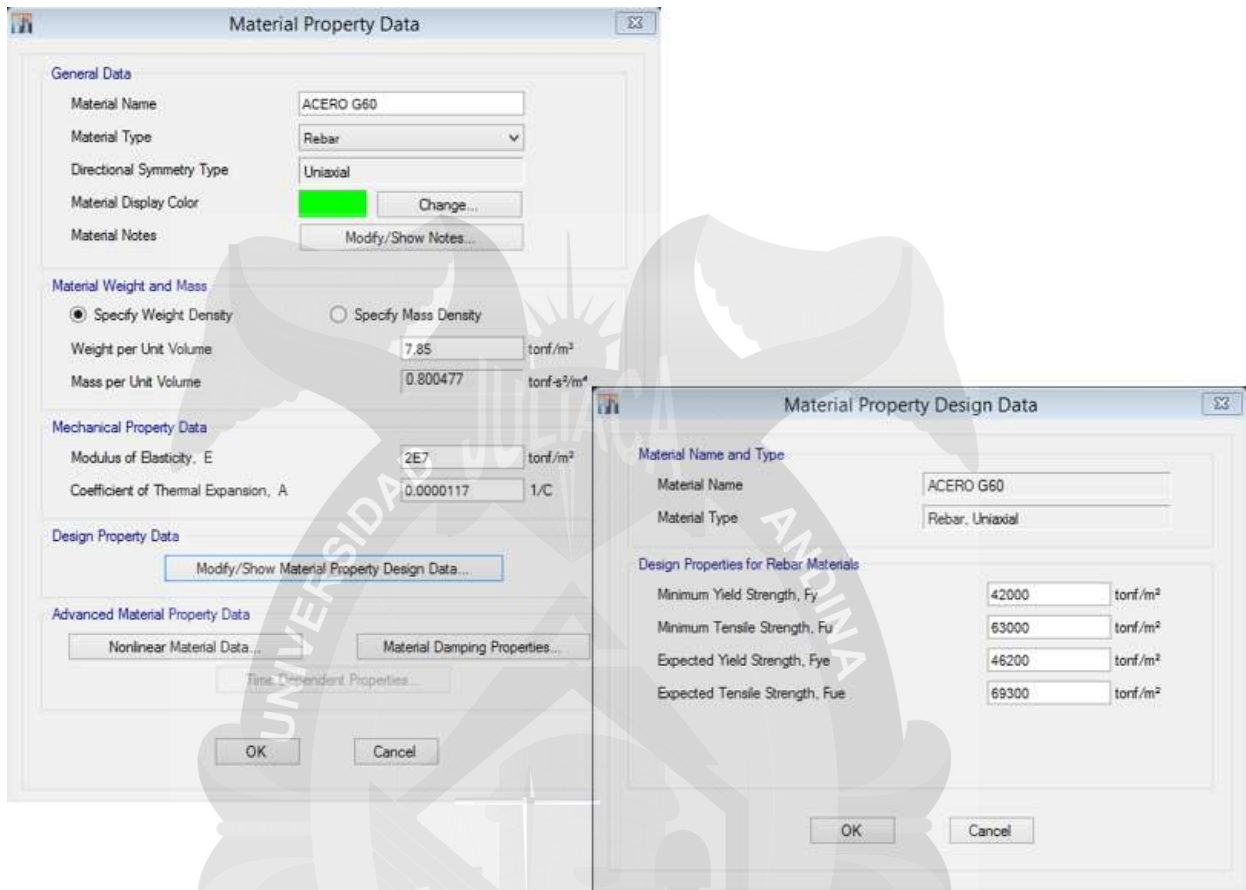 Material Property Data
General Data
Material Name ACERO G60
Material Type Rebar
Directional Symmetry Type Uniaxial
Material Display Color Change...
Material Notes Modify/Show Notes...
Material Weight and Mass
Specify Weight Density Specify Mass Density
Weight per Unit Volume 7.85 tonf/m³
Mass per Unit Volume 0.800477 tonf-s²/m⁴
Mechanical Property Data
Modulus of Elasticity, E 2E7 tonf/m²
Coefficient of Thermal Expansion, A 0.0000117 1/C
Design Property Data
Modify/Show Material Property Design Data...
Advanced Material Property Data
Nonlinear Material Data... Material Damping Properties...
Time Dependent Properties...
OK Cancel
Material Property Design Data
Material Name and Type
Material Name ACERO G60
Material Type Rebar, Uniaxial
Design Properties for Rebar Materials
Minimum Yield Strength, Fy 42000 tonf/m²
Minimum Tensile Strength, Fu 63000 tonf/m²
Expected Yield Strength, Fye 46200 tonf/m²
Expected Tensile Strength, Fue 69300 tonf/m²
OK Cancel
UNIVERSIDAD ANDINA
JULIACA